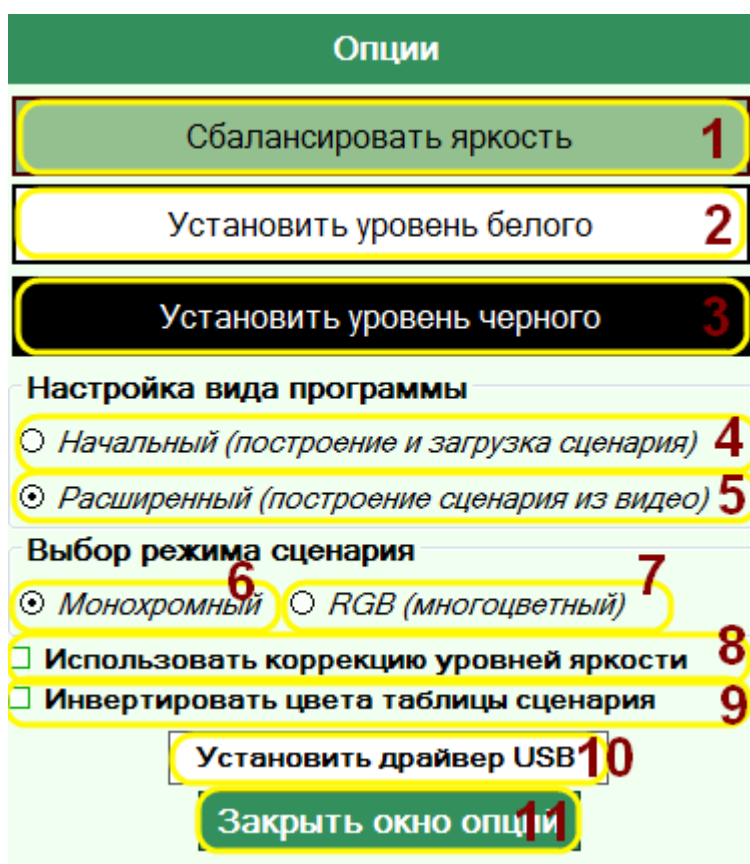 Опции
Сбалансировать яркость 1
Установить уровень белого 2
Установить уровень черного 3
Настройка вида программы
Начальный (построение и загрузка сценария) 4
Расширенный (построение сценария из видео) 5
Выбор режима сценария
Монохромный 6 RGB (многоцветный) 7
Использовать коррекцию уровней яркости 8
Инвертировать цвета таблицы сценария 9
Установить драйвер USB 10
Закрыть окно опций 11